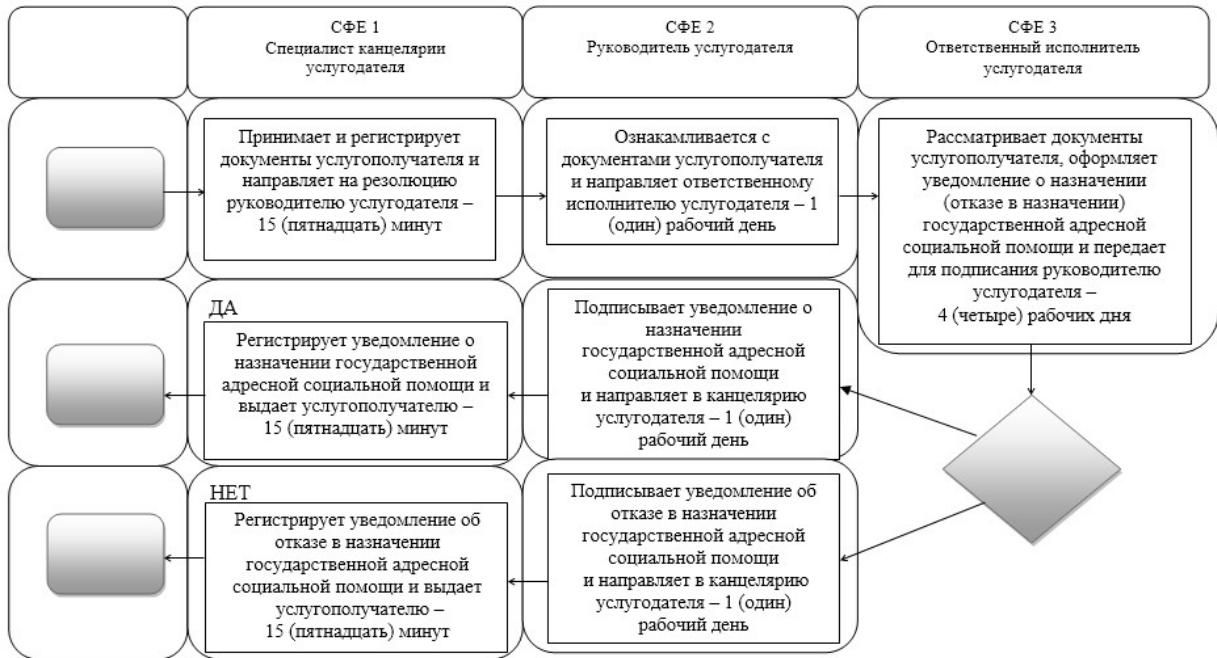 СФЕ 1
Специалист канцелярии
услугодателя
СФЕ 2
Руководитель услугодателя
СФЕ 3
Ответственный исполнитель
услугодателя
Принимает и регистрирует
документы услугополучателя и
направляет на резолюцию
руководителю услугодателя –
15 (пятнадцать) минут
Ознакамливается с
документами услугополучателя
и направляет ответственному
исполнителю услугодателя – 1
(один) рабочий день
Рассматривает документы
услугополучателя, оформляет
уведомление о назначении
(отказе в назначении)
государственной адресной
социальной помощи и передает
для подписания руководителю
услугодателя –
4 (четыре) рабочих дня
ДА
Регистрирует уведомление о
назначении государственной
адресной социальной помощи и
выдает услугополучателю –
15 (пятнадцать) минут
Подписывает уведомление о
назначении
государственной адресной
социальной помощи
и направляет в канцелярию
услугодателя – 1 (один)
рабочий день
НЕТ
Регистрирует уведомление об
отказе в назначении
государственной адресной
социальной помощи и выдает
услугополучателю –
15 (пятнадцать) минут
Подписывает уведомление об
отказе в назначении
государственной адресной
социальной помощи
и направляет в канцелярию
услугодателя – 1 (один)
рабочий день